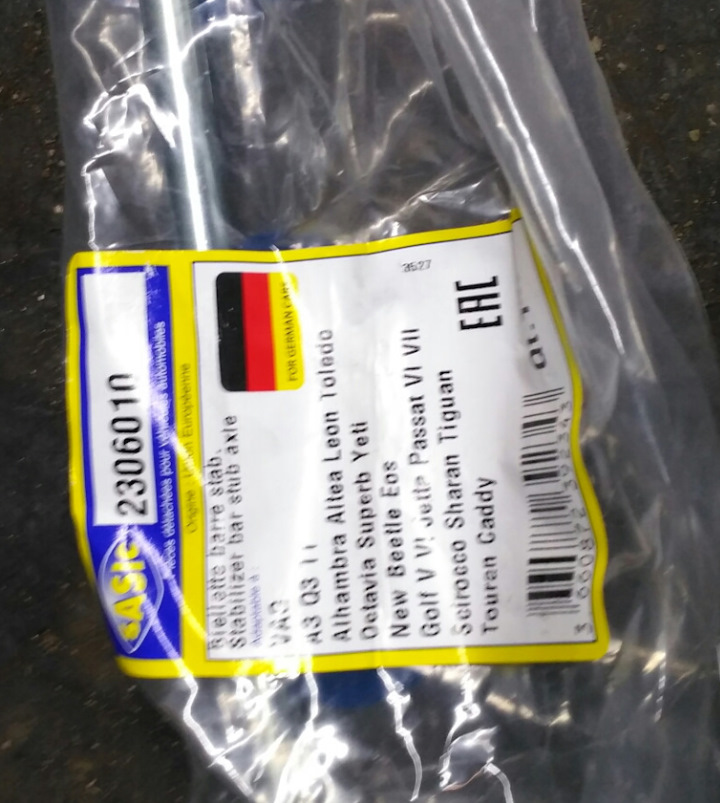 BASIC
2306010
Pièces détachées pour véhicules automobiles
Origine : Union Européenne
FOR GERMAN CARS
Biellette barre stab.
Stabilizer bar stub axle
Adaptable à :
A3 Q3 TT
Alhambra Altea Leon Toledo
Octavia Superb Yeti
New Beetle Eos
Golf V VI Jetta Passat VI VII
Scirocco Sharan Tiguan
Touran Caddy
3527
EAC